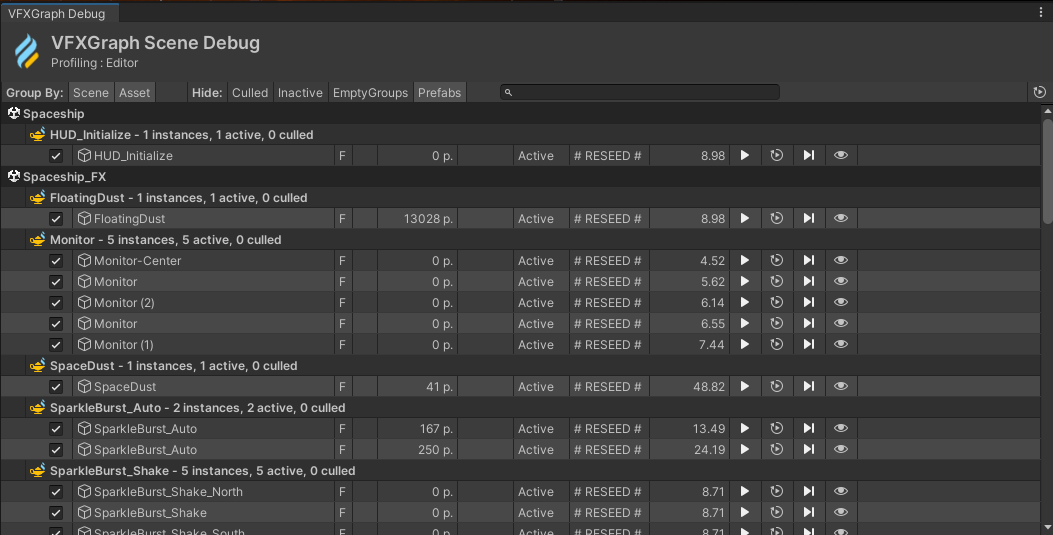 VFXGraph Debug
VFXGraph Scene Debug
Profiling : Editor
Group By: Scene Asset Hide: Culled Inactive EmptyGroups Prefabs
Spaceship
HUD_Initialize - 1 instances, 1 active, 0 culled
HUD_Initialize F 0 p. Active # RESEED # 8.98
Spaceship_FX
FloatingDust - 1 instances, 1 active, 0 culled
FloatingDust F 13028 p. Active # RESEED # 8.98
Monitor - 5 instances, 5 active, 0 culled
Monitor-Center F 0 p. Active # RESEED # 4.52
Monitor F 0 p. Active # RESEED # 5.62
Monitor (2) F 0 p. Active # RESEED # 6.14
Monitor F 0 p. Active # RESEED # 6.55
Monitor (1) F 0 p. Active # RESEED # 7.44
SpaceDust - 1 instances, 1 active, 0 culled
SpaceDust F 41 p. Active # RESEED # 48.82
SparkleBurst_Auto - 2 instances, 2 active, 0 culled
SparkleBurst_Auto F 167 p. Active # RESEED # 13.49
SparkleBurst_Auto F 250 p. Active # RESEED # 24.19
SparkleBurst_Shake - 5 instances, 5 active, 0 culled
SparkleBurst_Shake_North F 0 p. Active # RESEED # 8.71
SparkleBurst_Shake F 0 p. Active # RESEED # 8.71
SparkleBurst_Shake_South F 0 p. Active # RESEED # 8.71